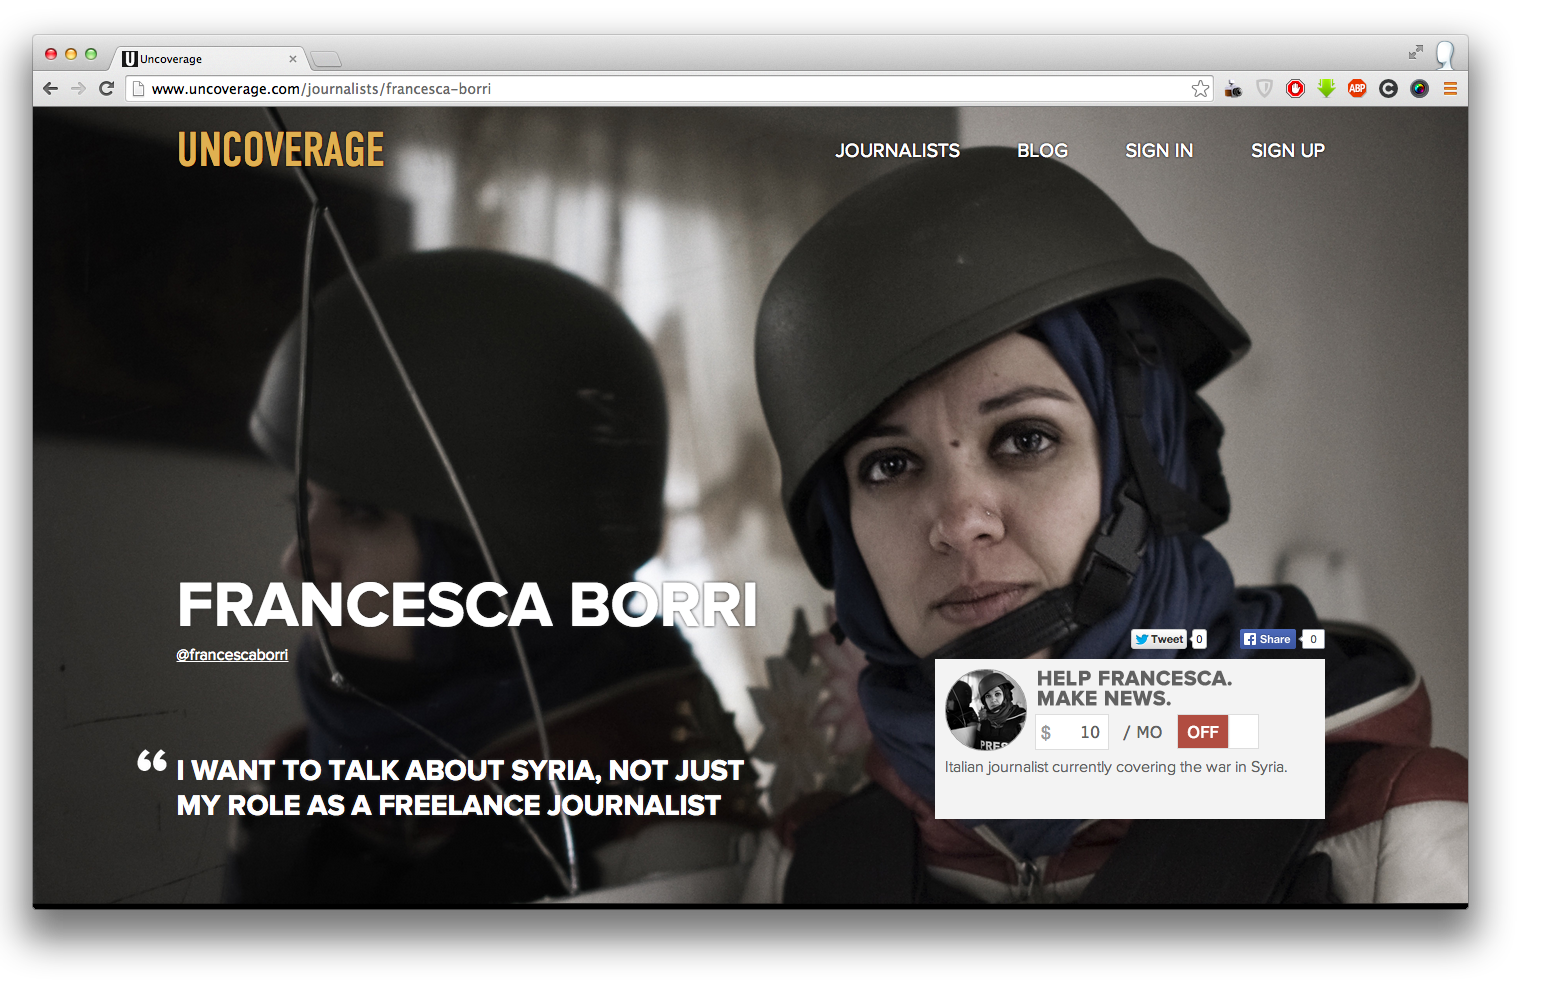 Uncoverage
www.uncoverage.com/journalists/francesca-borri
ABP
UNCOVERAGE
JOURNALISTS BLOG SIGN IN SIGN UP
FRANCESCA BORRI
@francescaborri
“ I WANT TO TALK ABOUT SYRIA, NOT JUST
MY ROLE AS A FREELANCE JOURNALIST
Tweet 0 Share 0
HELP FRANCESCA.
MAKE NEWS.
PRES
$ 10 / MO OFF
Italian journalist currently covering the war in Syria.